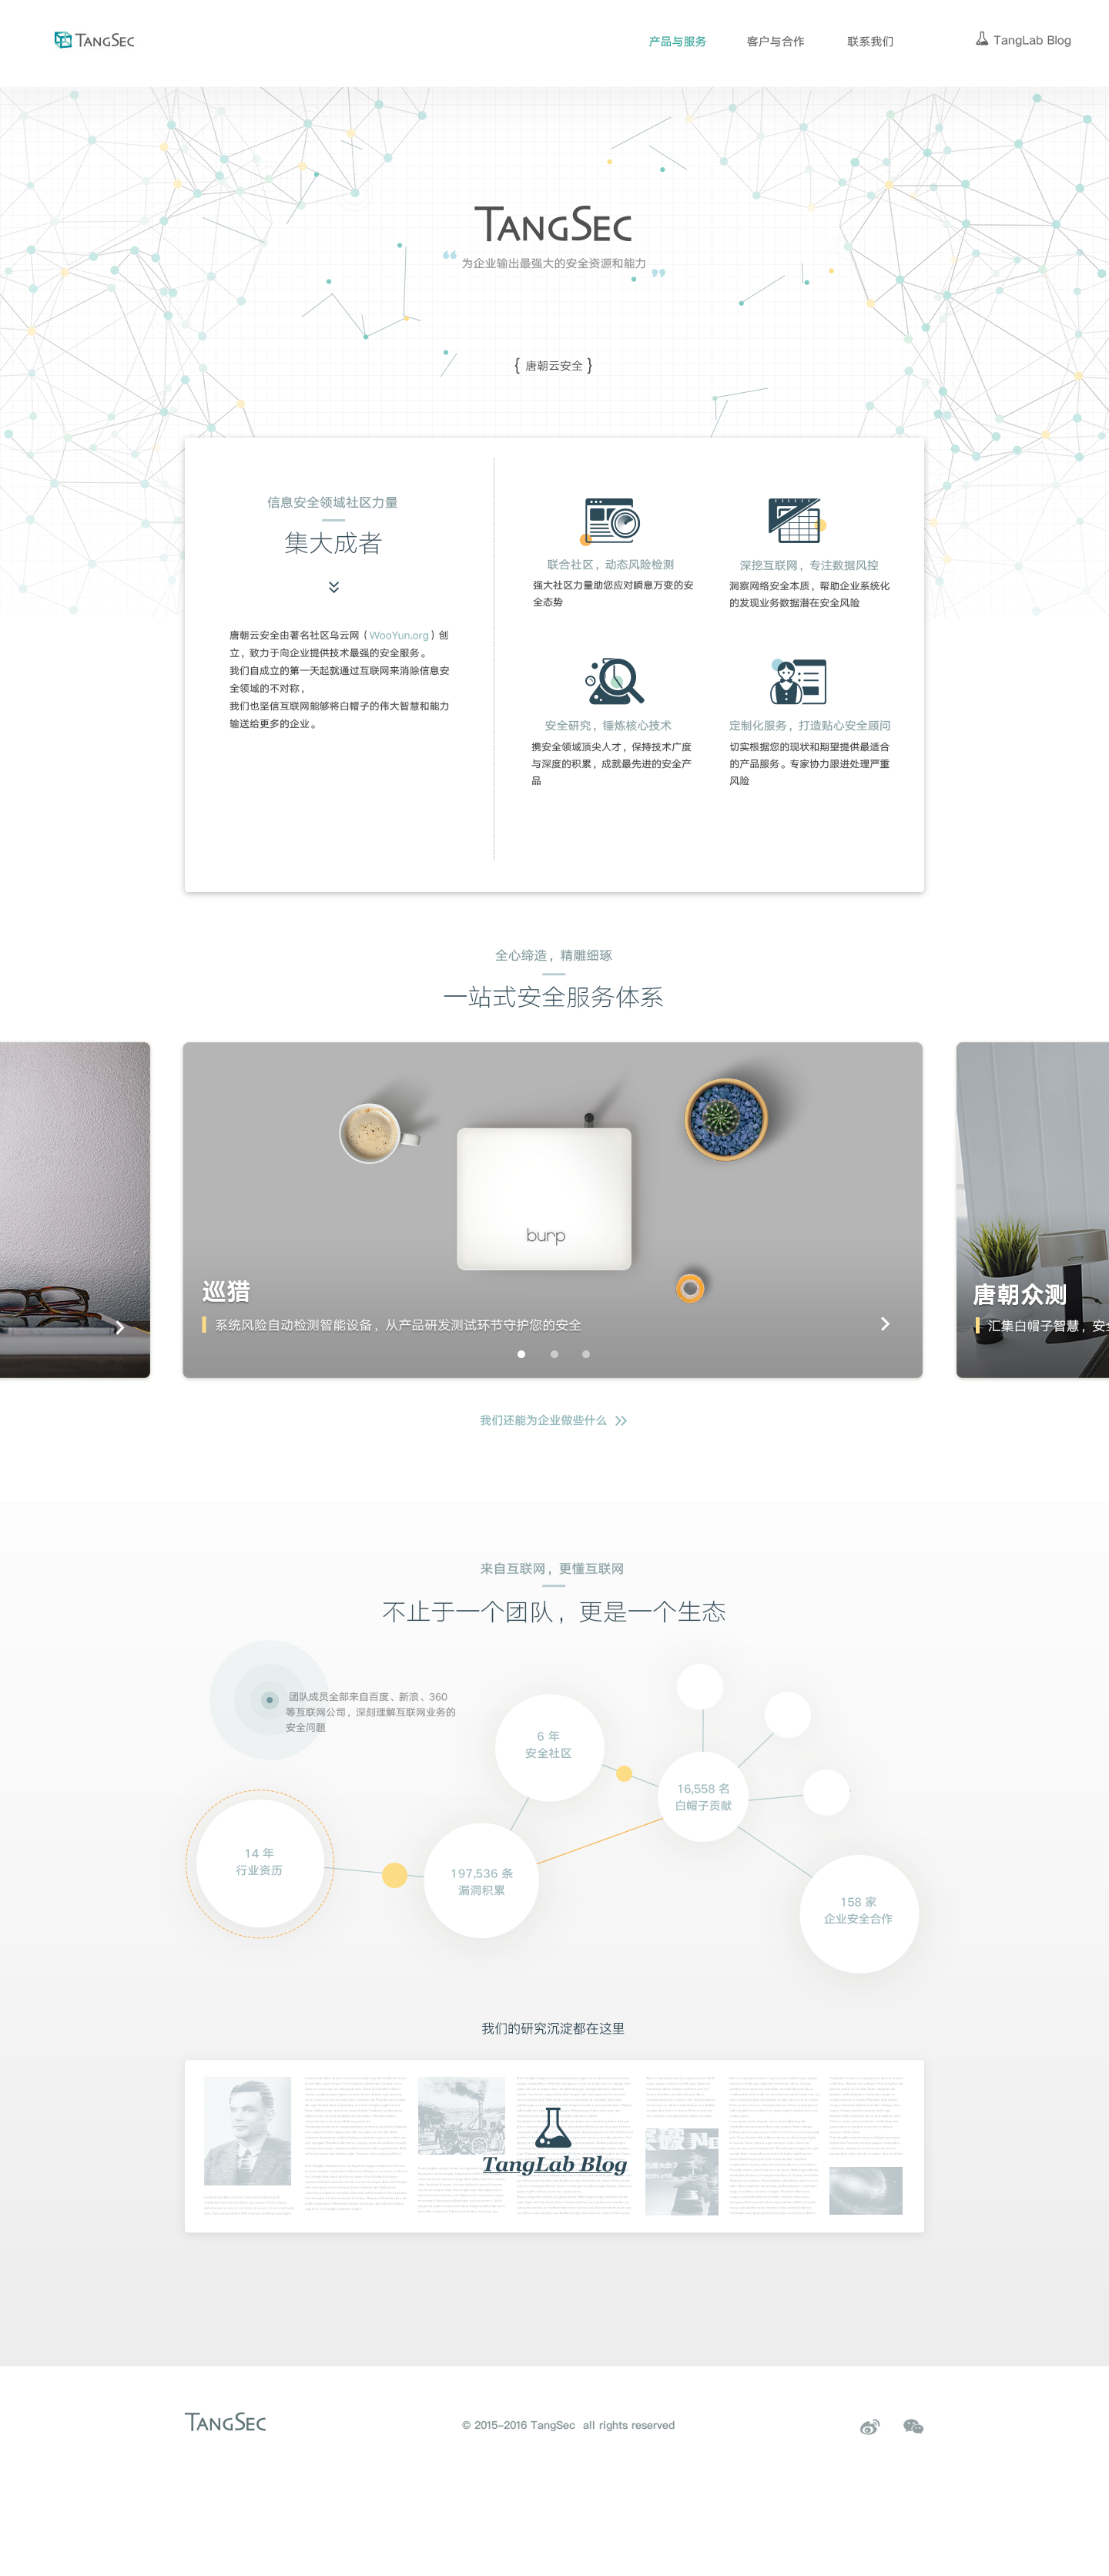 TANGSEC
产品与服务
客户与合作
联系我们
TangLab Blog
TANGSEC
“ 为企业输出最强大的安全资源和能力 ”
{ 唐朝云安全 }
信息安全领域社区力量
集大成者
唐朝云安全由著名社区乌云网（WooYun.org）创
立，致力于向企业提供技术最强的安全服务。
我们自成立的第一天起就通过互联网来消除信息安
全领域的不对称，
我们也坚信互联网能够将白帽子的伟大智慧和能力
输送给更多的企业。
联合社区，动态风险检测
强大社区力量助您应对瞬息万变的安
全态势
深挖互联网，专注数据风控
洞察网络安全本质，帮助企业系统化
的发现业务数据潜在安全风险
安全研究，锤炼核心技术
携安全领域顶尖人才，保持技术广度
与深度的积累，成就最先进的安全产
品
定制化服务，打造贴心安全顾问
切实根据您的现状和期望提供最适合
的产品服务。专家协力跟进处理严重
风险
全心缔造，精雕细琢
一站式安全服务体系
burp
巡猎
系统风险自动检测智能设备，从产品研发测试环节守护您的安全
唐朝众测
汇集白帽子智慧，安
我们还能为企业做些什么 >>
来自互联网，更懂互联网
不止于一个团队，更是一个生态
团队成员全部来自百度、新浪、360
等互联网公司，深刻理解互联网业务的
安全问题
6 年
安全社区
16,558 名
白帽子贡献
14 年
行业资历
197,536 条
漏洞积累
158 家
企业安全合作
我们的研究沉淀都在这里
TangLab Blog
TANGSEC
© 2015-2016 TangSec all rights reserved